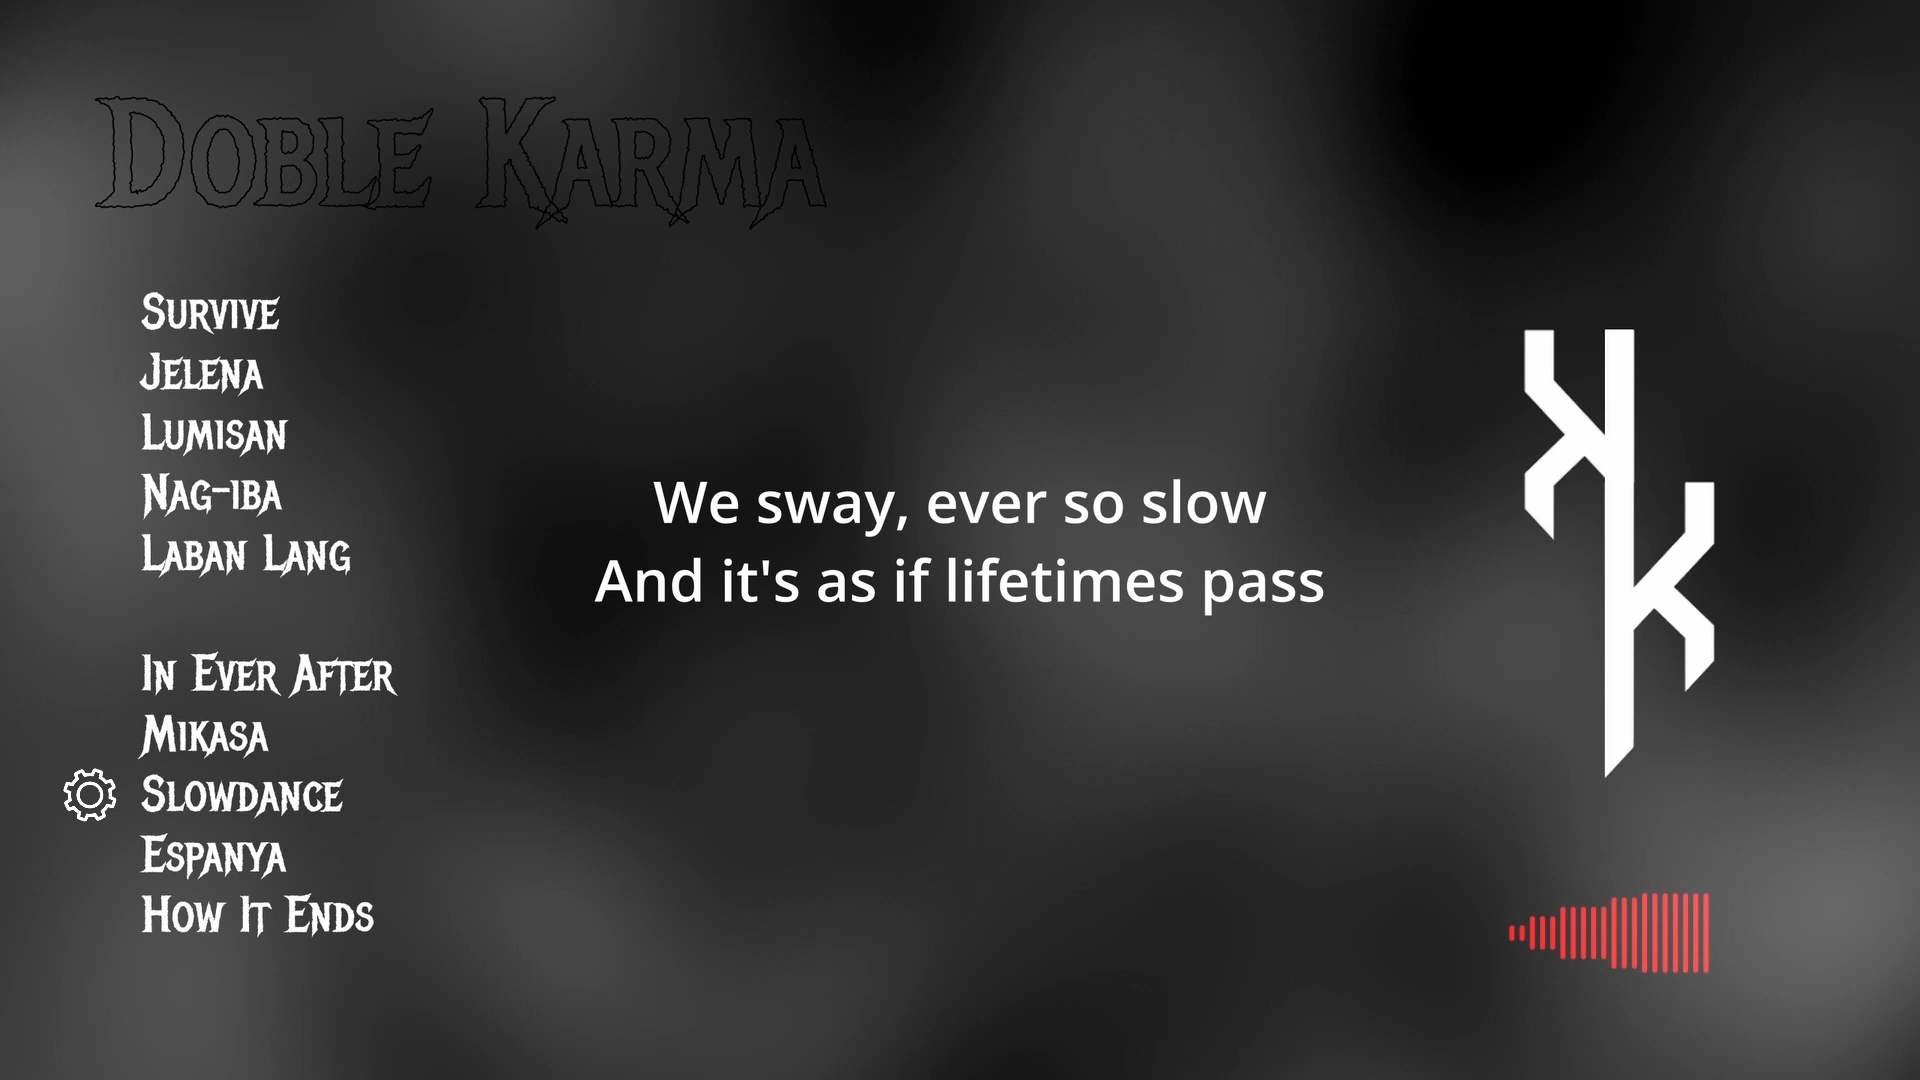 Doble Karma
Survive
Jelena
Lumisan
Nag-iba
Laban Lang
In Ever After
Mikasa
Slowdance
Espanya
How It Ends
We sway, ever so slow
And it's as if lifetimes pass